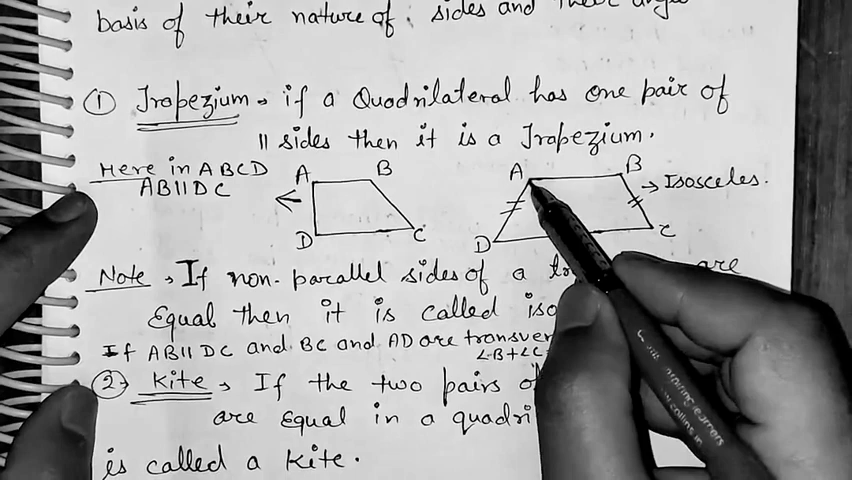 basis of their nature of. sides and their angle
① Trapezium → if a Quadrilateral has one pair of
|| sides then it is a Trapezium.
Here in ABCD
AB||DC
A B
D C
A B → Isosceles.
D C
Note → If non-parallel sides of a are
Equal then it is called
If AB||DC and BC and AD are
∠B+∠C=
② Kite → If the two pairs
are Equal in a
is called a Kite.